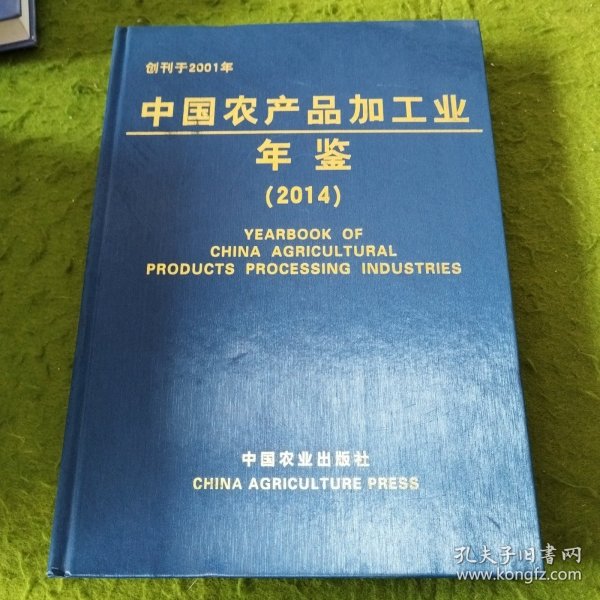 创刊于2001年
中国农产品加工业
年鉴
(2014)
YEARBOOK OF
CHINA AGRICULTURAL
PRODUCTS PROCESSING INDUSTRIES
中国农业出版社
CHINA AGRICULTURE PRESS
孔夫子旧书网
www.kongfz.com